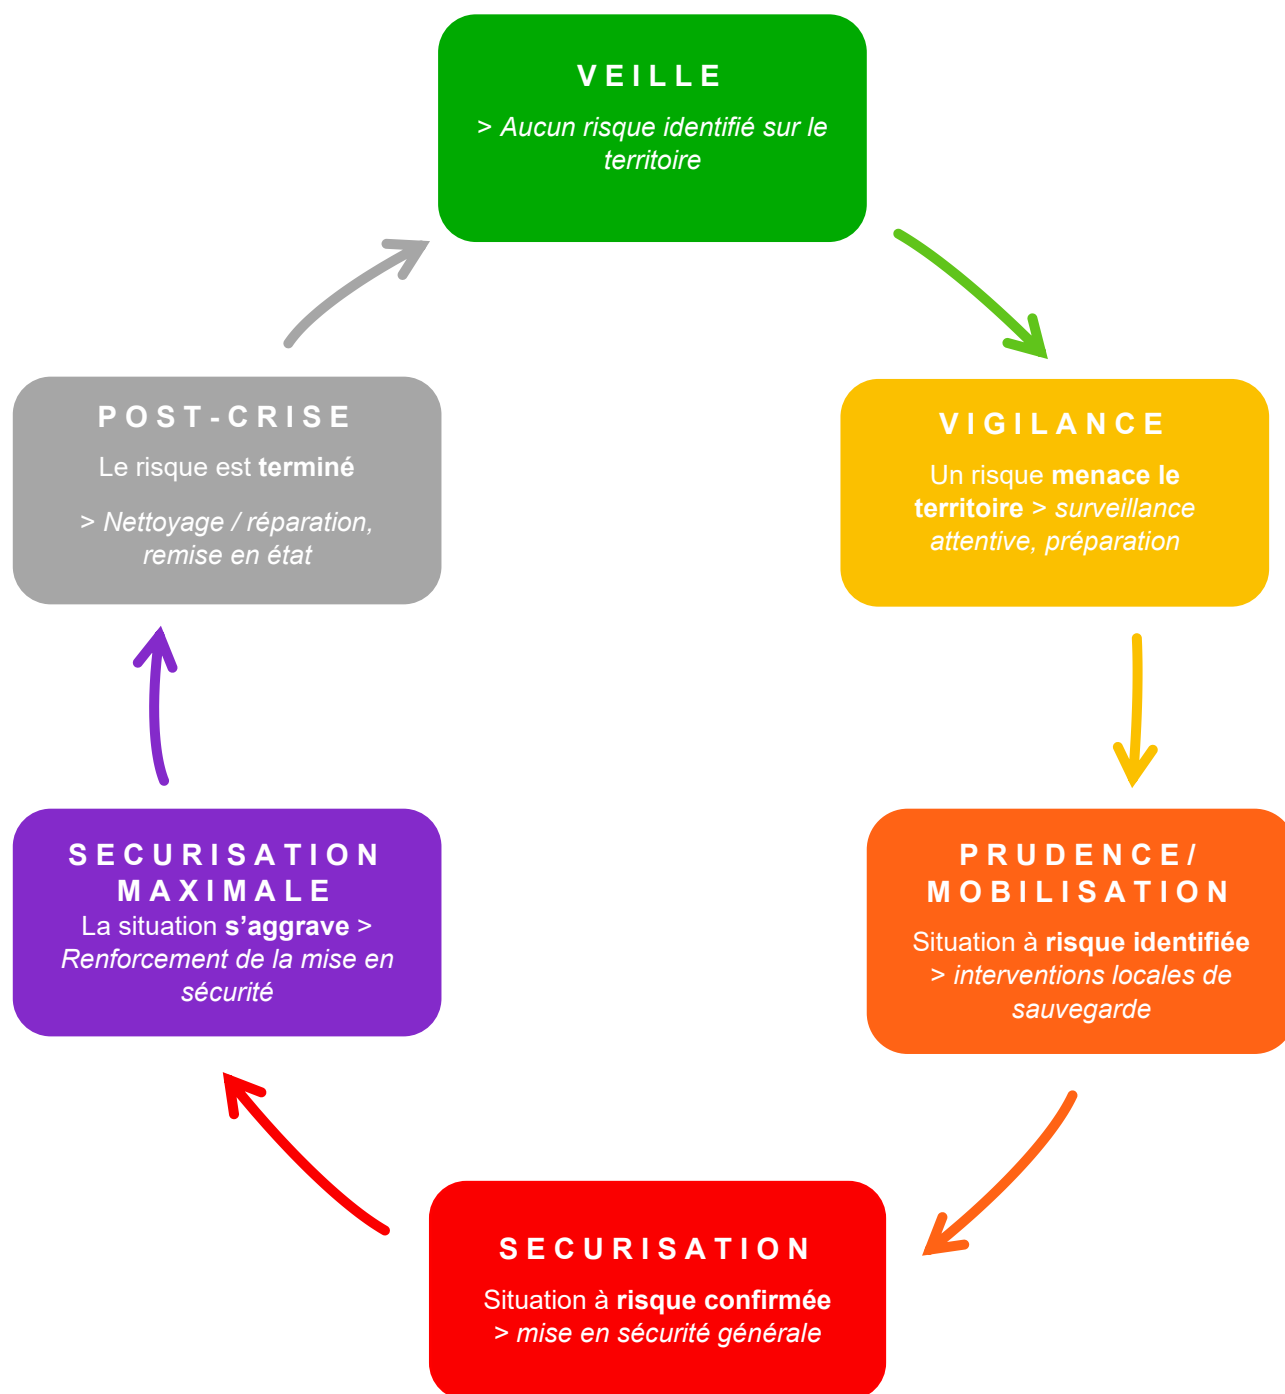 VEILLE
> Aucun risque identifié sur le
territoire
VIGILANCE
Un risque menace le
territoire > surveillance
attentive, préparation
PRUDENCE/
MOBILISATION
Situation à risque identifiée
> interventions locales de
sauvegarde
SECURISATION
Situation à risque confirmée
> mise en sécurité générale
SECURISATION
MAXIMALE
La situation s’aggrave >
Renforcement de la mise en
sécurité
POST-CRISE
Le risque est terminé
> Nettoyage / réparation,
remise en état